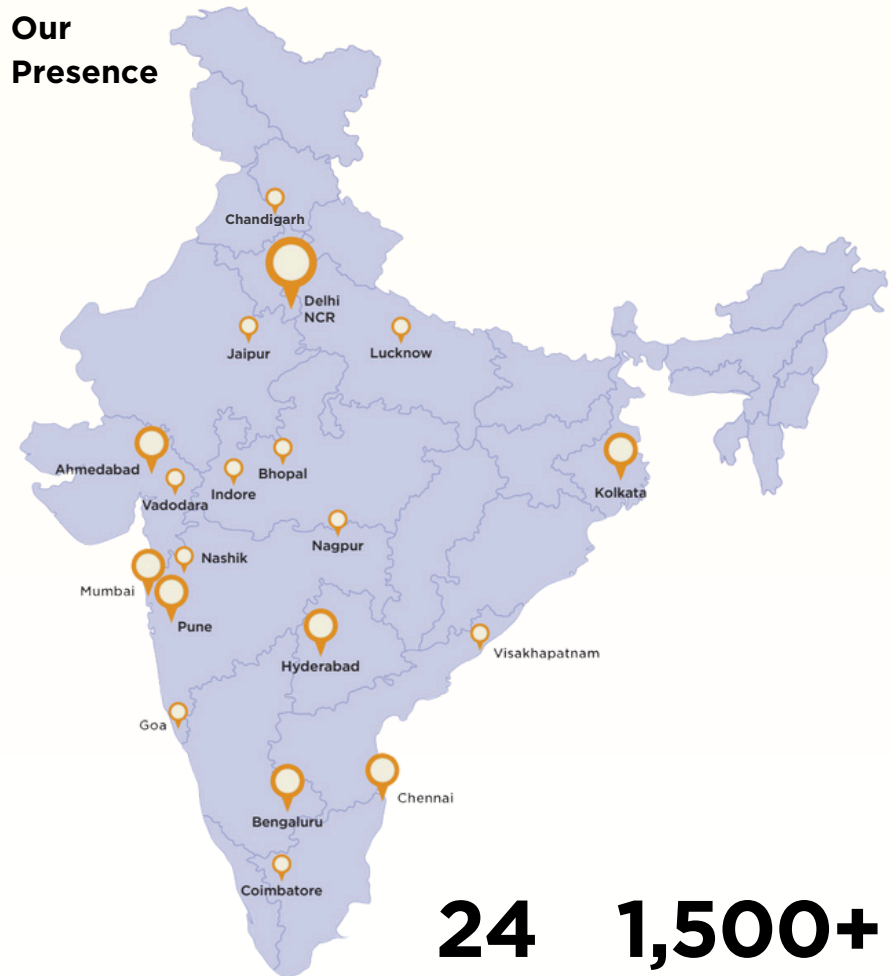 Our
Presence
Chandigarh
Delhi
NCR
Jaipur
Lucknow
Ahmedabad
Bhopal
Indore
Vadodara
Kolkata
Nagpur
Nashik
Mumbai
Pune
Hyderabad
Visakhapatnam
Goa
Chennai
Bengaluru
Coimbatore
24 1,500+